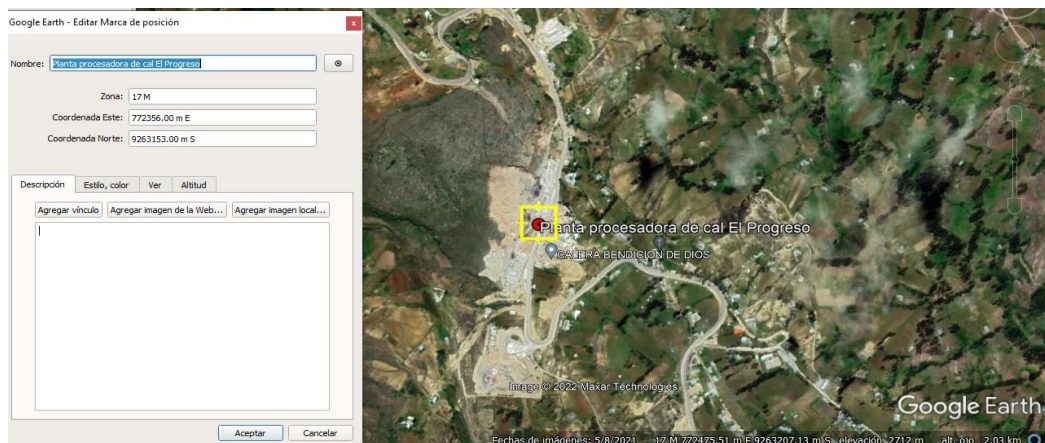 Google Earth - Editar Marca de posición
x
Nombre: Planta procesadora de cal El Progreso
Zona: 17 M
Coordenada Este: 772356.00 m E
Coordenada Norte: 9263153.00 m S
Descripción Estilo, color Ver Altitud
Agregar vínculo Agregar imagen de la Web... Agregar imagen local...
Aceptar Cancelar
Planta procesadora de cal El Progreso
CALERA BENDICION DE DIOS
Image © 2022 Maxar Technologies
Google Earth
Fechas de imágenes: 5/8/2021 17 M 772475.51 m E 9263207.13 m S elevación 2712 m alt. ojo 2.03 km